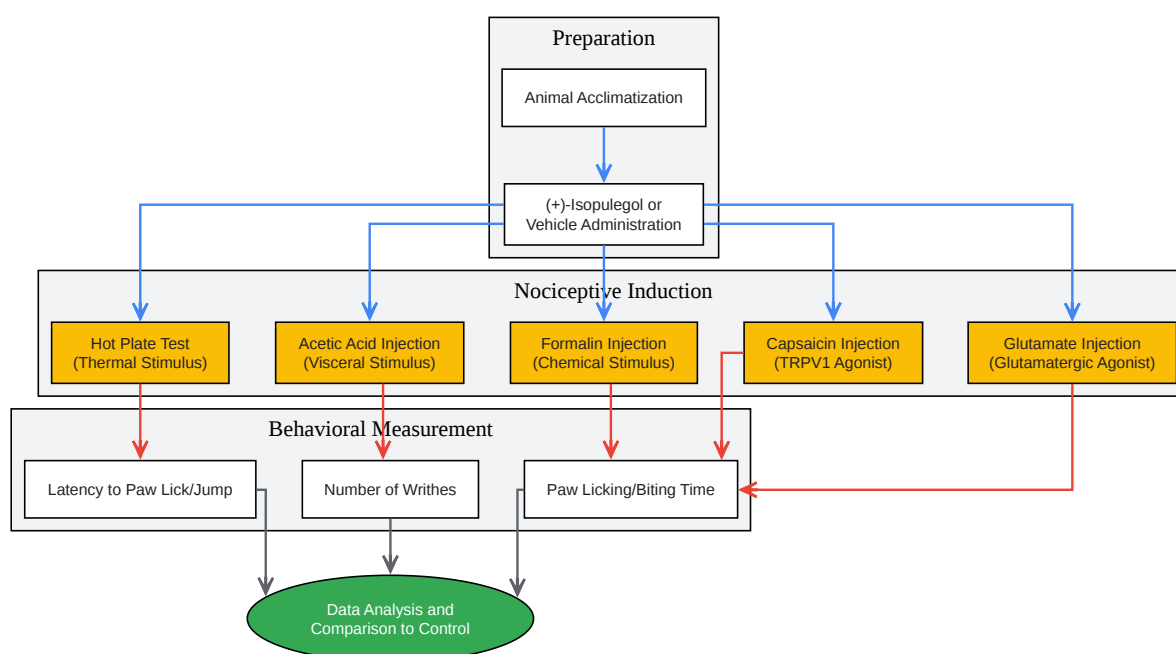 Preparation
Animal Acclimatization
(+)-Isopulegol or
Vehicle Administration
Nociceptive Induction
Hot Plate Test
(Thermal Stimulus)
Acetic Acid Injection
(Visceral Stimulus)
Formalin Injection
(Chemical Stimulus)
Capsaicin Injection
(TRPV1 Agonist)
Glutamate Injection
(Glutamatergic Agonist)
Behavioral Measurement
Latency to Paw Lick/Jump
Number of Writhes
Paw Licking/Biting Time
Data Analysis and
Comparison to Control